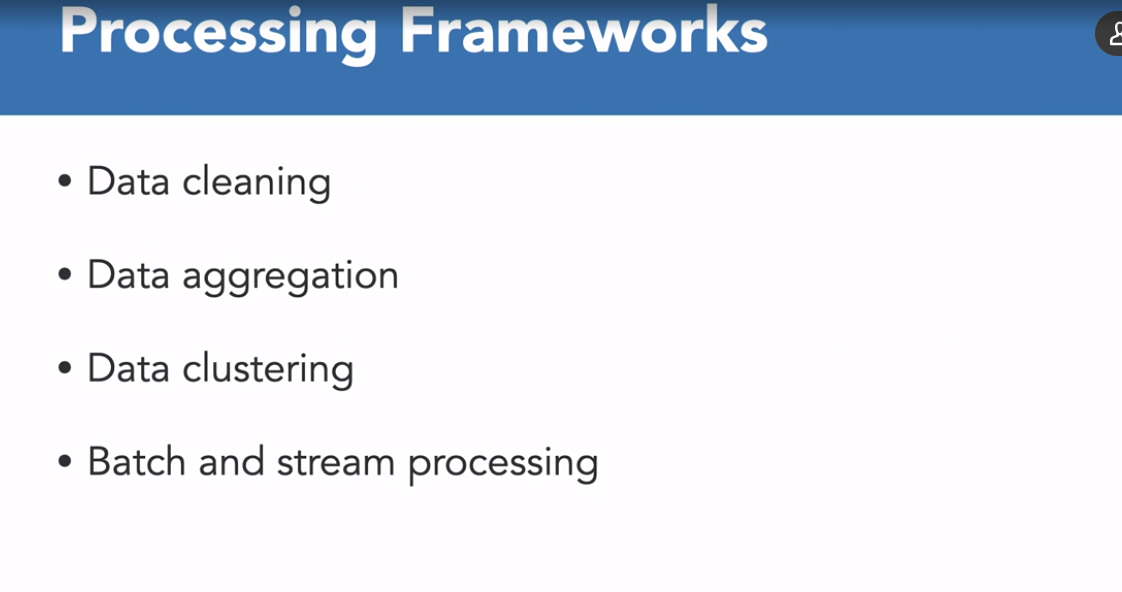 Processing Frameworks
• Data cleaning
• Data aggregation
• Data clustering
• Batch and stream processing